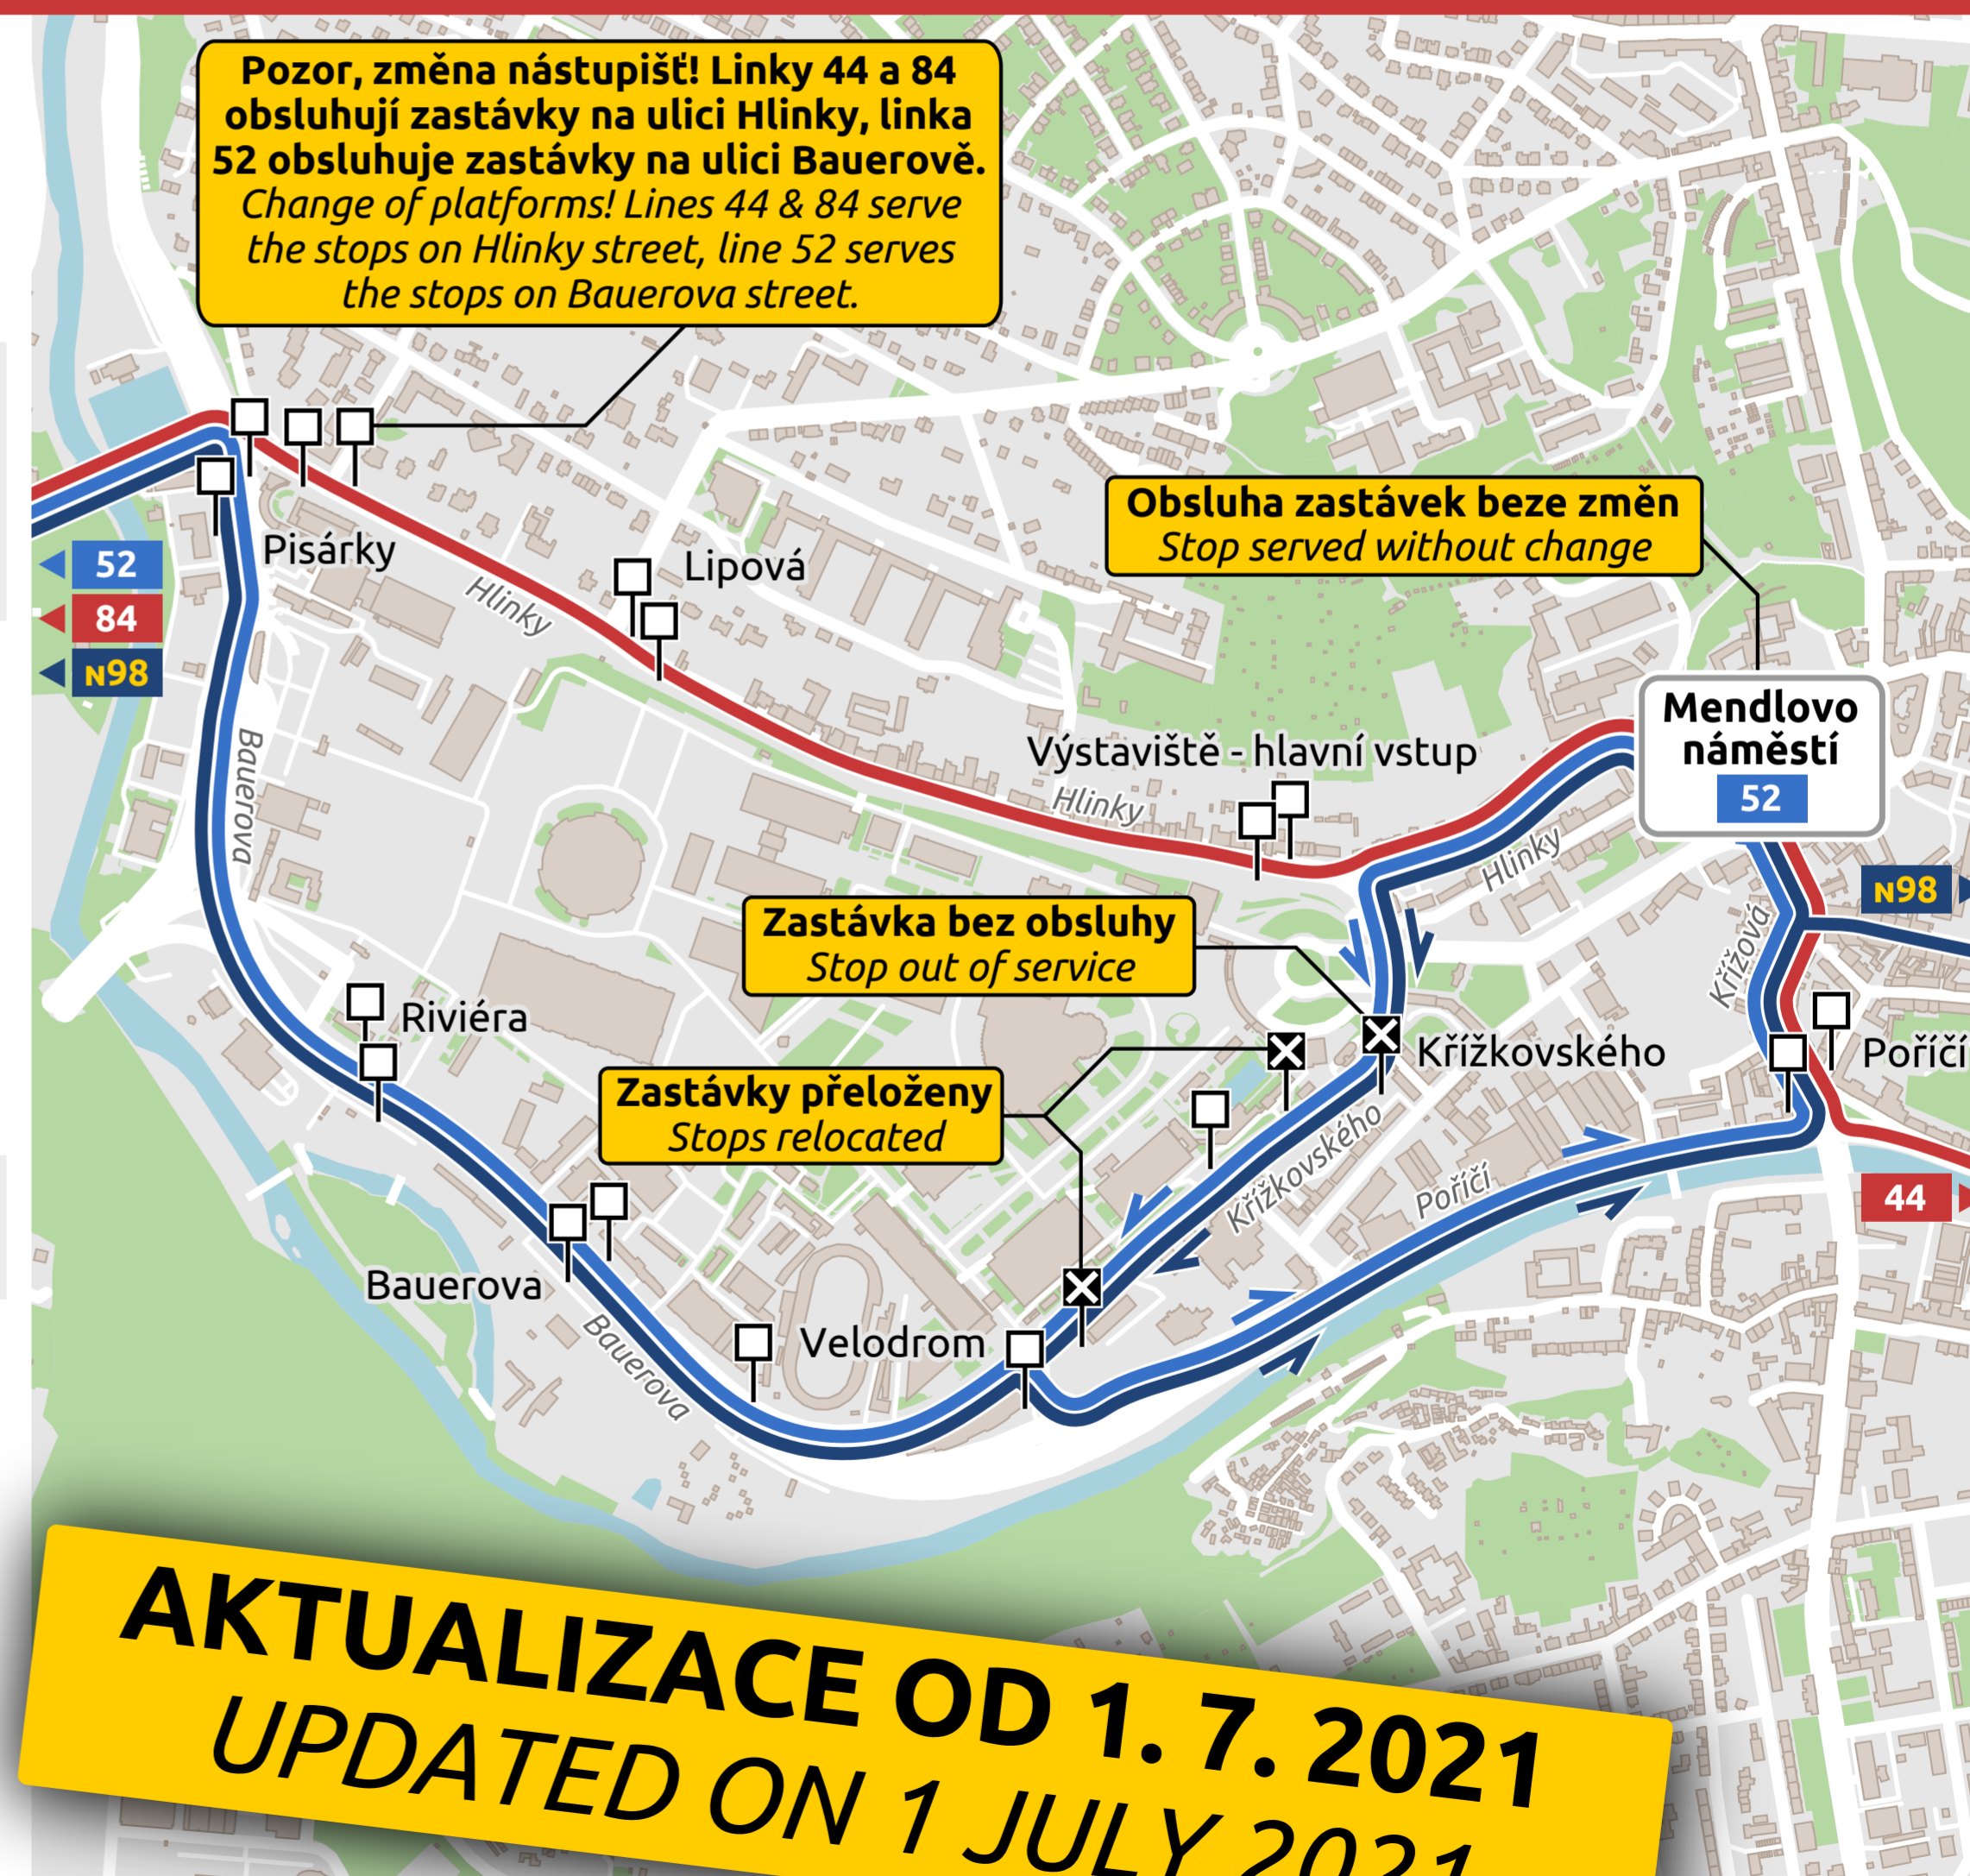 Pozor, změna nástupišť! Linky 44 a 84
obsluhují zastávky na ulici Hlinky, linka
52 obsluhuje zastávky na ulici Bauerově.
Change of platforms! Lines 44 & 84 serve
the stops on Hlinky street, line 52 serves
the stops on Bauerova street.
Obsluha zastávek beze změn
Stop served without change
Pisárky
52
84
N98
Lipová
Hlinky
Mendlovo
náměstí
52
Výstaviště - hlavní vstup
Hlinky
Hlinky
Bauerova
N98
Zastávka bez obsluhy
Stop out of service
Křížová
Riviéra
Křížkovského
Poříčí
Zastávky přeloženy
Stops relocated
Křížkovského
Poříčí
44
Bauerova
Bauerova
Velodrom
AKTUALIZACE OD 1. 7. 2021
UPDATED ON 1 JULY 2021